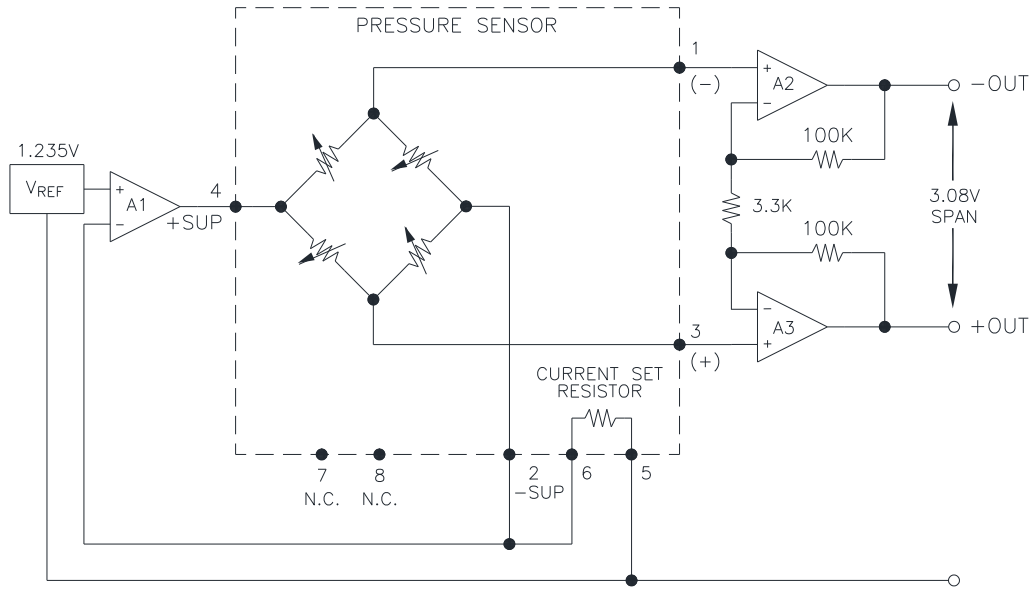 PRESSURE SENSOR
1
(−)
+
A2
−
−OUT
100K
1.235V
VREF
+
A1
−
4
+SUP
3.3K
3.08V
SPAN
100K
−
A3
+
+OUT
3
(+)
CURRENT SET
RESISTOR
7
N.C.
8
N.C.
2
−SUP
6
5